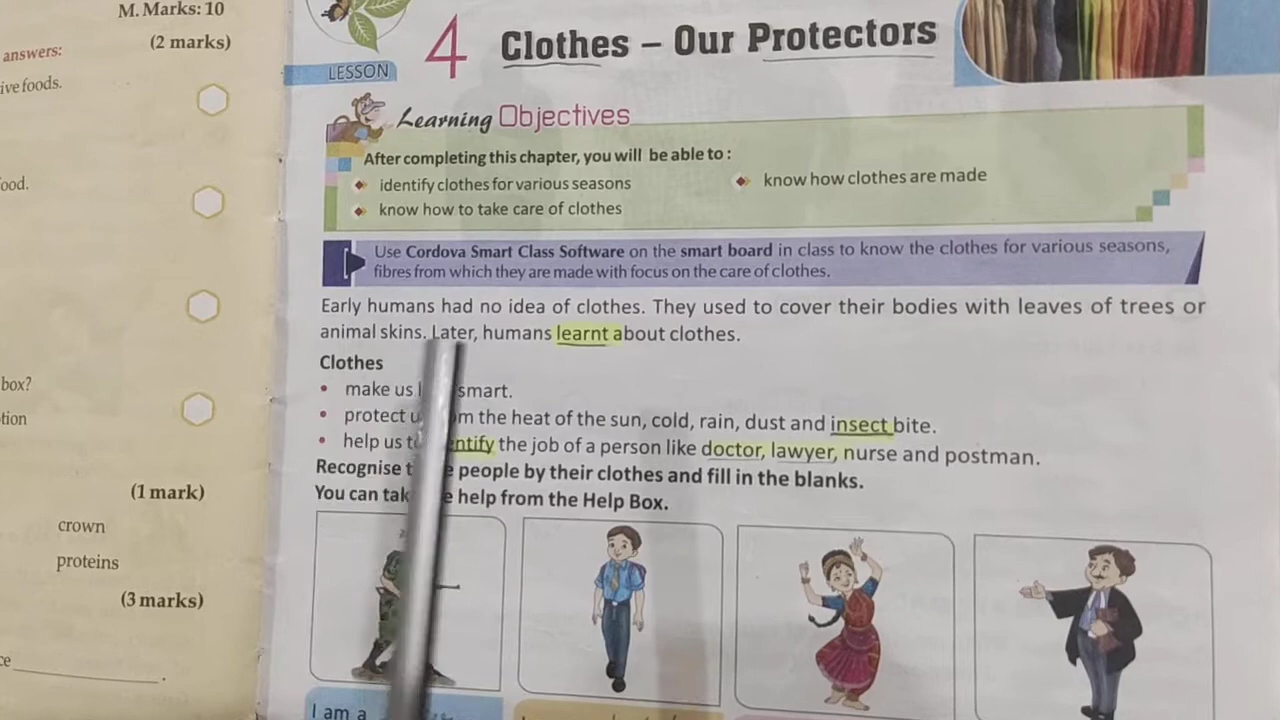 M. Marks: 10
answers:
(2 marks)
ive foods.
ood.
box?
tion
(1 mark)
crown
proteins
(3 marks)
LESSON
4 Clothes – Our Protectors
Learning Objectives
After completing this chapter, you will be able to :
identify clothes for various seasons
know how clothes are made
know how to take care of clothes
Use Cordova Smart Class Software on the smart board in class to know the clothes for various seasons,
fibres from which they are made with focus on the care of clothes.
Early humans had no idea of clothes. They used to cover their bodies with leaves of trees or
animal skins. Later, humans learnt about clothes.
Clothes
• make us smart.
• protect the heat of the sun, cold, rain, dust and insect bite.
• help us the job of a person like doctor, lawyer, nurse and postman.
Recognise people by their clothes and fill in the blanks.
You can help from the Help Box.
I am a